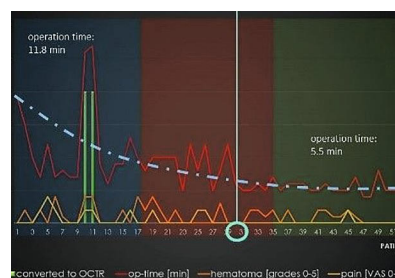 operation time:
11.8 min
operation time:
5.5 min
1 3 5 7 9 11 13 15 17 19 21 23 25 27 29 33 35 37 39 41 43 45 47 49 51
PATI
converted to OCTR op-time [min] hematoma [grades 0-5] pain [VAS 0-